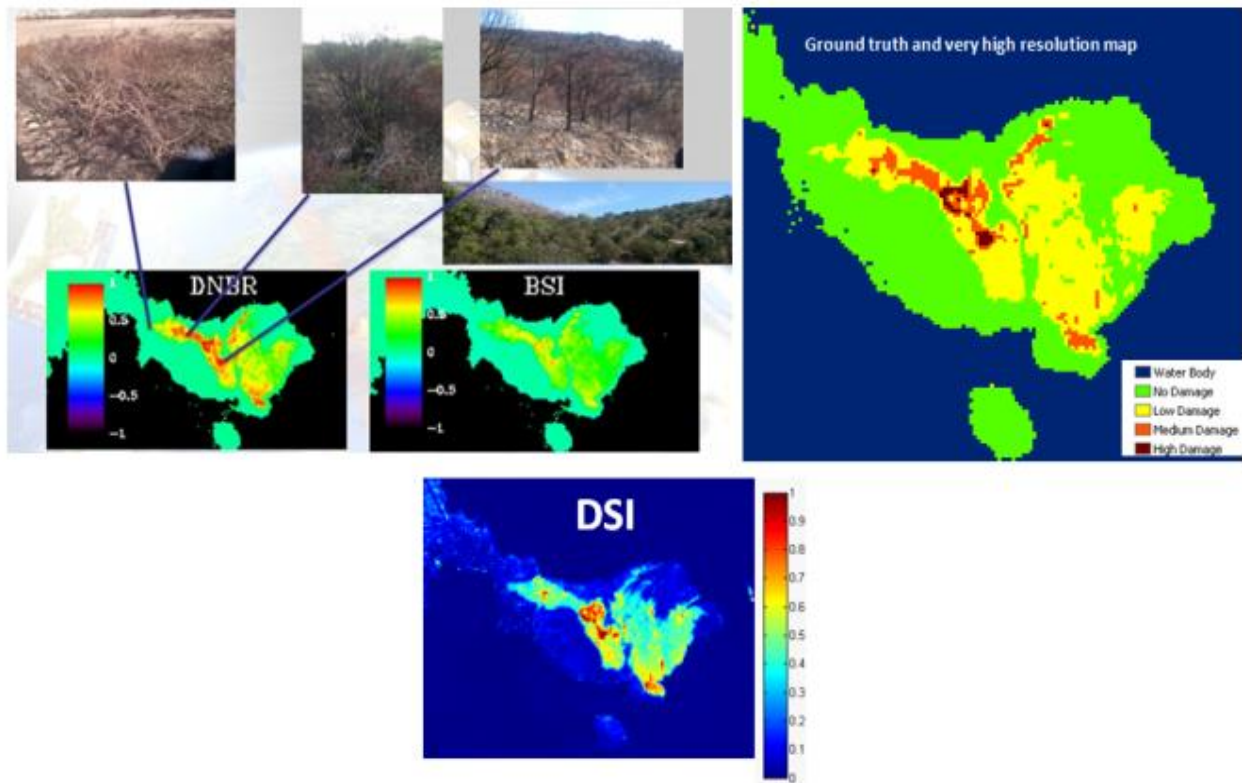 Ground truth and very high resolution map
DNBR
1
0.5
0
-0.5
-1
BSI
1
0.5
0
-0.5
-1
Water Body
No Damage
Low Damage
Medium Damage
High Damage
DSI
1
0.9
0.8
0.7
0.6
0.5
0.4
0.3
0.2
0.1
0